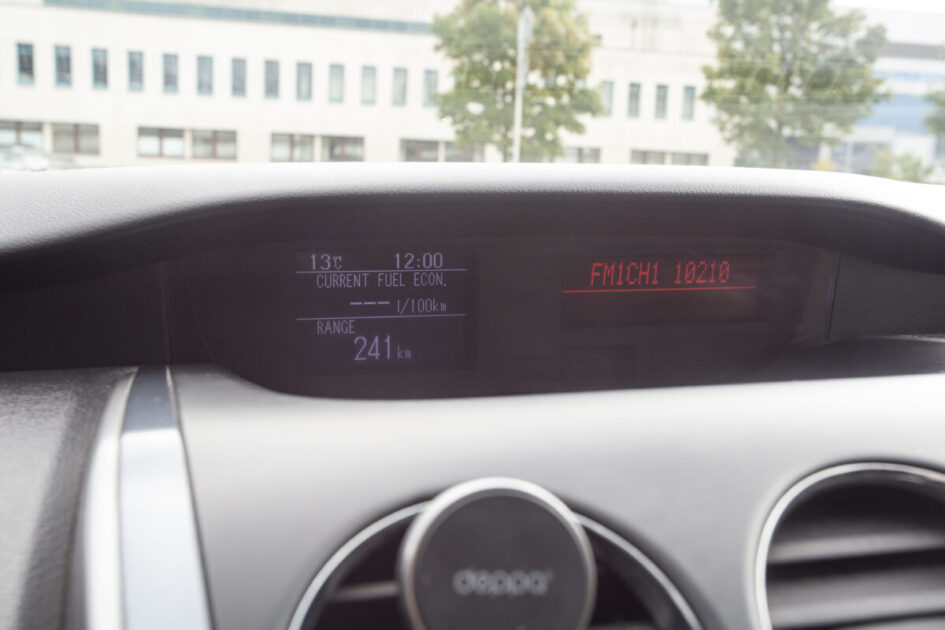 13℃ 12:00
CURRENT FUEL ECON.
--- l/100km
RANGE
241 km
FM1CH1 10210
deppa